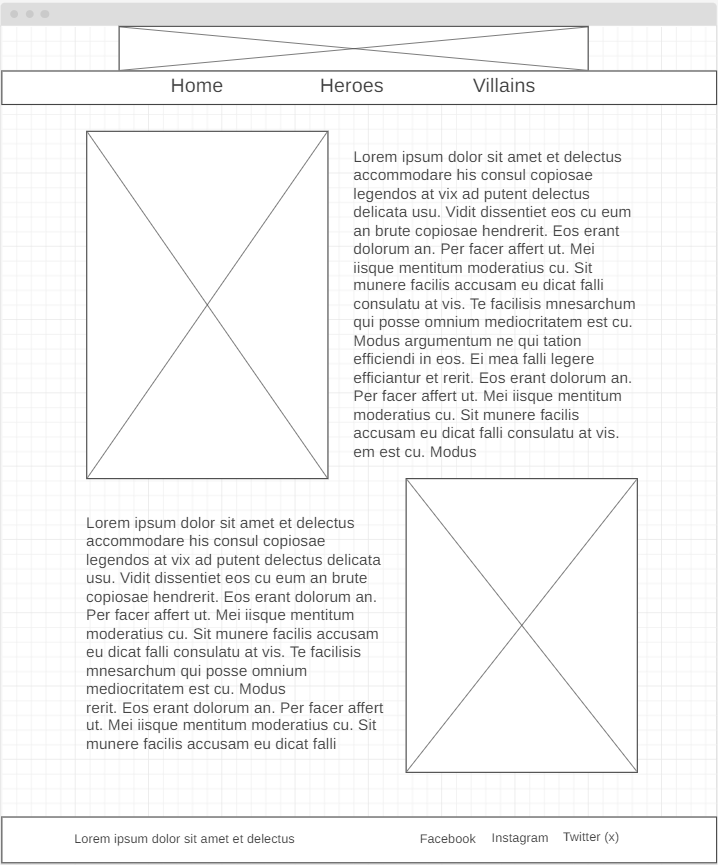 Home Heroes Villains
Lorem ipsum dolor sit amet et delectus
accommodare his consul copiosae
legendos at vix ad putent delectus
delicata usu. Vidit dissentiet eos cu eum
an brute copiosae hendrerit. Eos erant
dolorum an. Per facer affert ut. Mei
iisque mentitum moderatius cu. Sit
munere facilis accusam eu dicat falli
consulatu at vis. Te facilisis mnesarchum
qui posse omnium mediocritatem est cu.
Modus argumentum ne qui tation
efficiendi in eos. Ei mea falli legere
efficiantur et rerit. Eos erant dolorum an.
Per facer affert ut. Mei iisque mentitum
moderatius cu. Sit munere facilis
accusam eu dicat falli consulatu at vis.
em est cu. Modus
Lorem ipsum dolor sit amet et delectus
accommodare his consul copiosae
legendos at vix ad putent delectus delicata
usu. Vidit dissentiet eos cu eum an brute
copiosae hendrerit. Eos erant dolorum an.
Per facer affert ut. Mei iisque mentitum
moderatius cu. Sit munere facilis accusam
eu dicat falli consulatu at vis. Te facilisis
mnesarchum qui posse omnium
mediocritatem est cu. Modus
rerit. Eos erant dolorum an. Per facer affert
ut. Mei iisque mentitum moderatius cu. Sit
munere facilis accusam eu dicat falli
Lorem ipsum dolor sit amet et delectus Facebook Instagram Twitter (x)